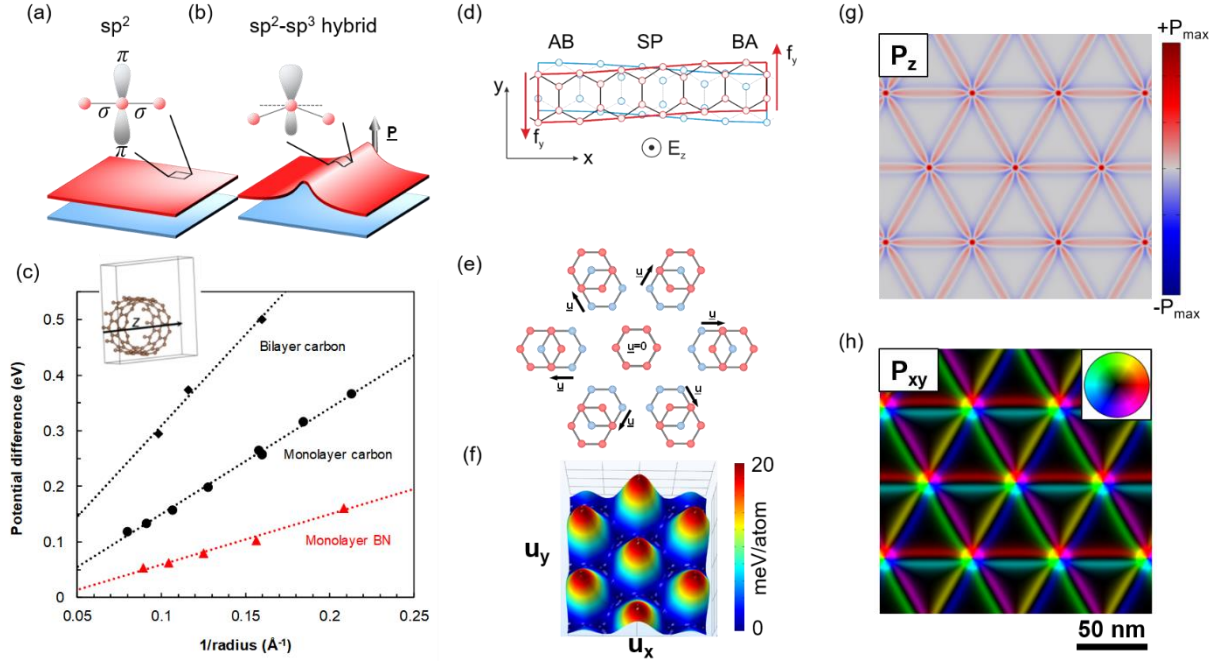 (a)
sp²
π
σ σ
π
(b)
sp²-sp³ hybrid
P
(c)
Potential difference (eV)
0.5
0.4
0.3
0.2
0.1
0
0.05
0.1
0.15
0.2
0.25
1/radius (Å⁻¹)
z
Bilayer carbon
Monolayer carbon
Monolayer BN
(d)
AB
SP
BA
f_y
y
f_y
x
E_z
(e)
u
u
u
u=0
u
u
u
(f)
u_y
u_x
20
meV/atom
0
(g)
P_z
+P_max
-P_max
(h)
P_xy
50 nm